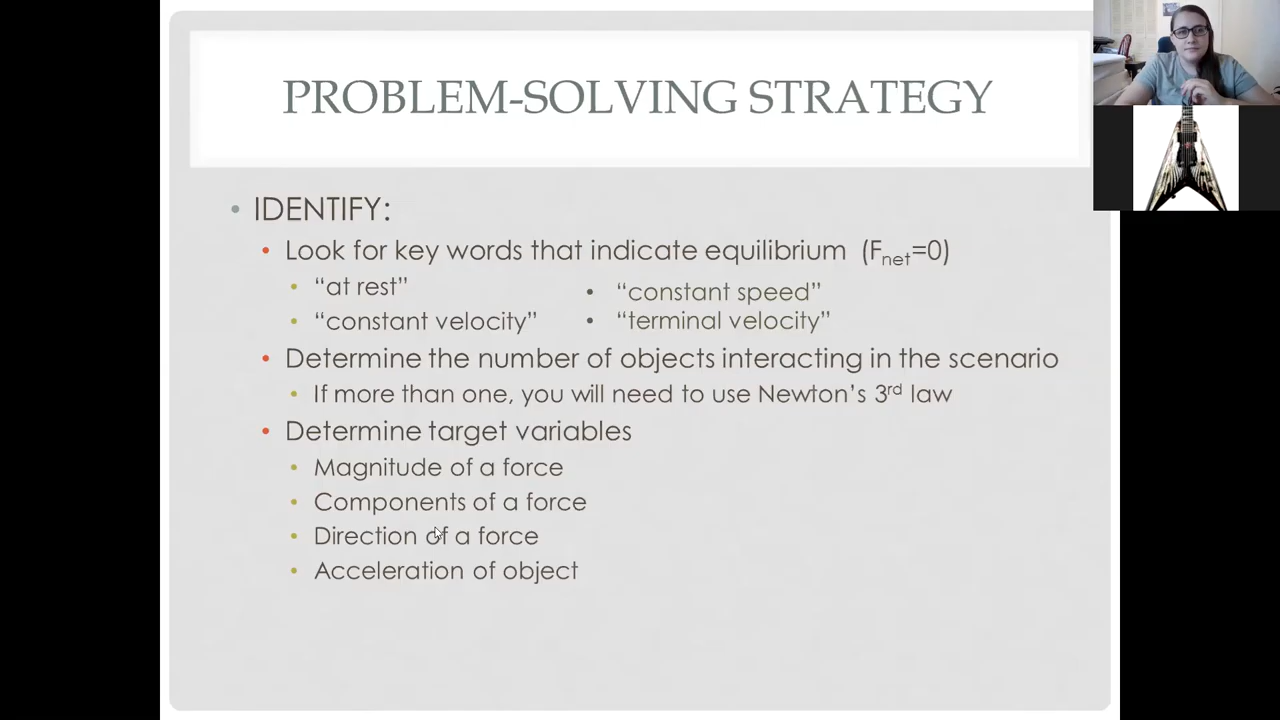 PROBLEM-SOLVING STRATEGY
• IDENTIFY:
• Look for key words that indicate equilibrium (Fnet=0)
• “at rest”
• “constant velocity”
• “constant speed”
• “terminal velocity”
• Determine the number of objects interacting in the scenario
• If more than one, you will need to use Newton’s 3rd law
• Determine target variables
• Magnitude of a force
• Components of a force
• Direction of a force
• Acceleration of object